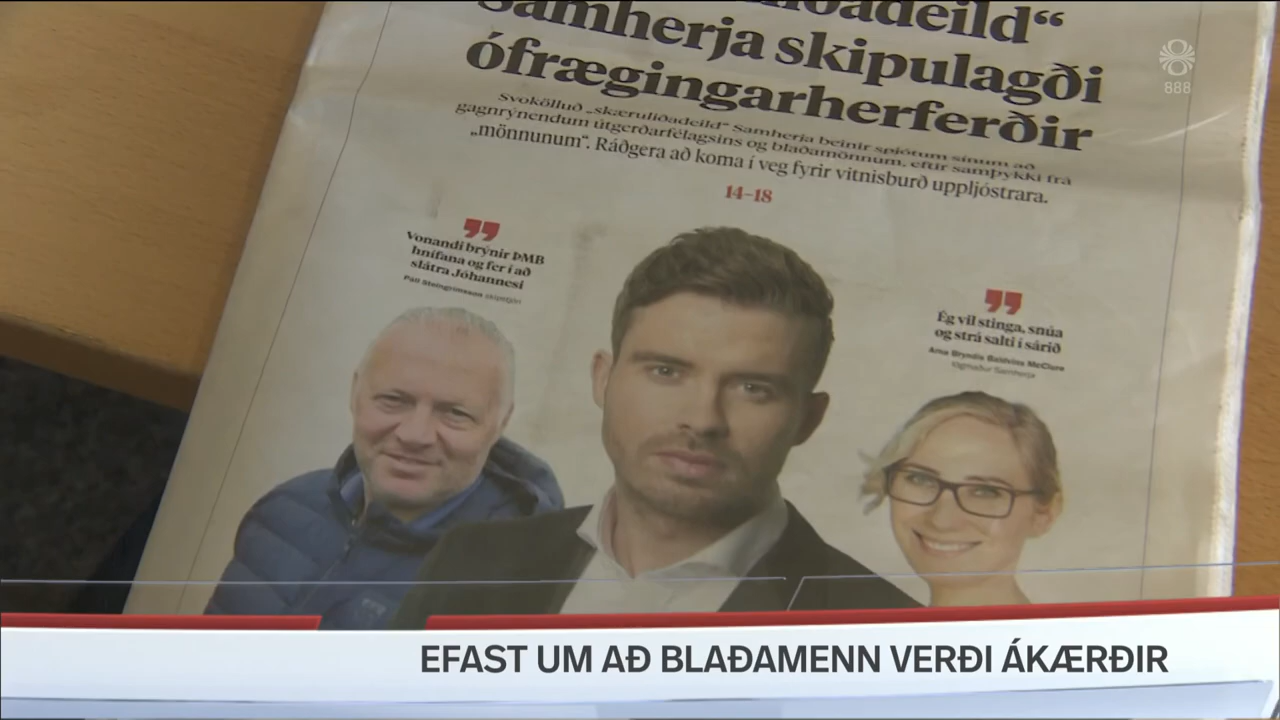 Samherja skipulagði
ófrægingarherferðir
Svokölluð „skæruliðadeild“ Samherja beinir spjótum sínum að
gagnrýnendum útgerðarfélagsins og blaðamönnum, eftir samþykki frá
„mönnunum“. Ráðgera að koma í veg fyrir vitnisburð uppljóstrara.
14–18
Vonandi brýnir ÞMB
hnífana og fer í að
slátra Jóhannesi
Páll Steingrímsson skipstjóri
Ég vil stinga, snúa
og strá salti í sárið
Arna Bryndís Baldvins McClure
lögmaður Samherja
888
EFAST UM AÐ BLAÐAMENN VERÐI ÁKÆRÐIR